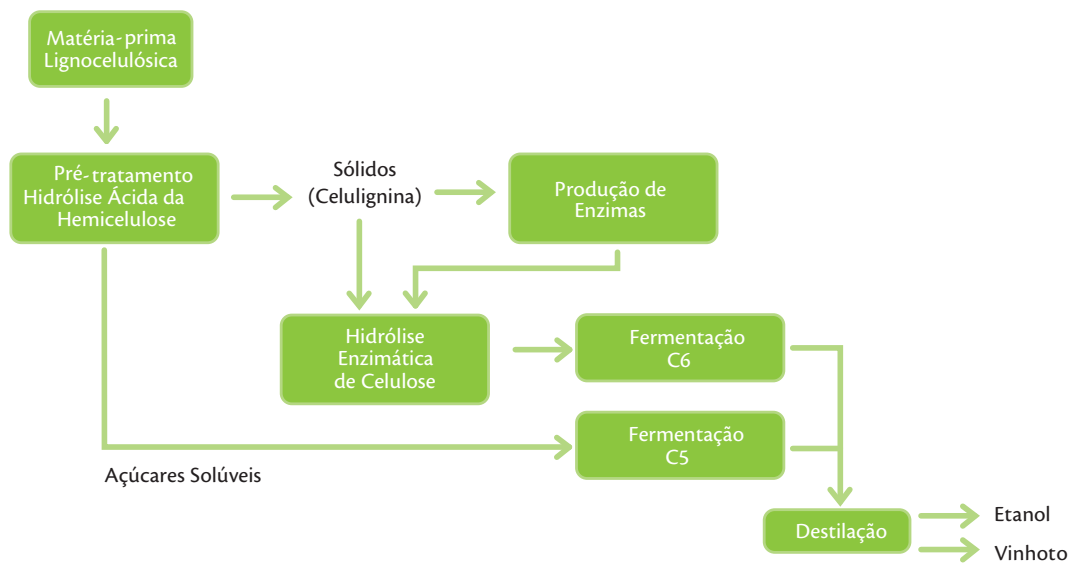 Matéria-prima
Lignocelulósica
Pré-tratamento
Hidrólise Ácida da
Hemicelulose
Sólidos
(Celulignina)
Produção de
Enzimas
Hidrólise
Enzimática
de Celulose
Fermentação
C6
Fermentação
C5
Açúcares Solúveis
Destilação
Etanol
Vinhoto